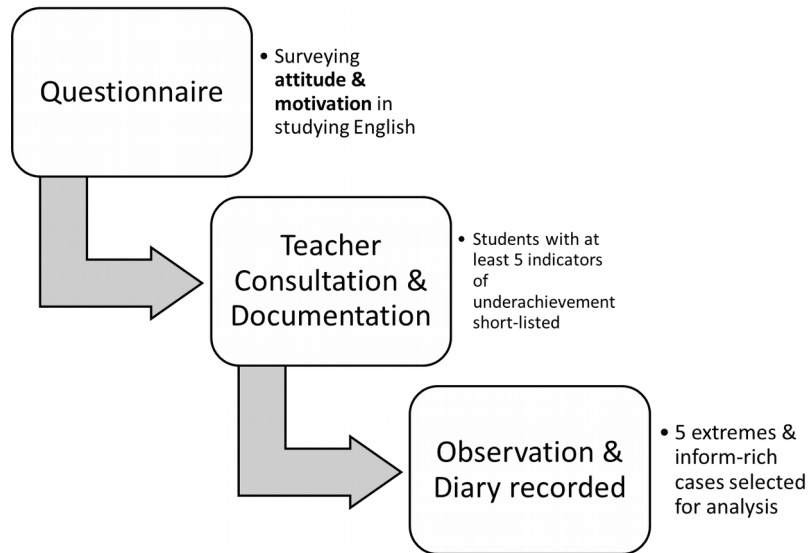 Questionnaire
• Surveying
attitude &
motivation in
studying English
Teacher
Consultation &
Documentation
• Students with at
least 5 indicators
of
underachievement
short-listed
Observation &
Diary recorded
• 5 extremes &
inform-rich
cases selected
for analysis